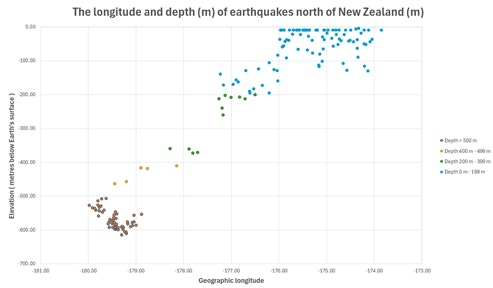 The longitude and depth (m) of earthquakes north of New Zealand (m)
0.00
-100.00
-200.00
-300.00
-400.00
-500.00
-600.00
-700.00
Elevation ( metres below Earth's surface )
-181.00 -180.00 -179.00 -178.00 -177.00 -176.00 -175.00 -174.00 -173.00
Geographic longitude
Depth > 500 m
Depth 400 m - 499 m
Depth 200 m - 399 m
Depth 0 m - 199 m